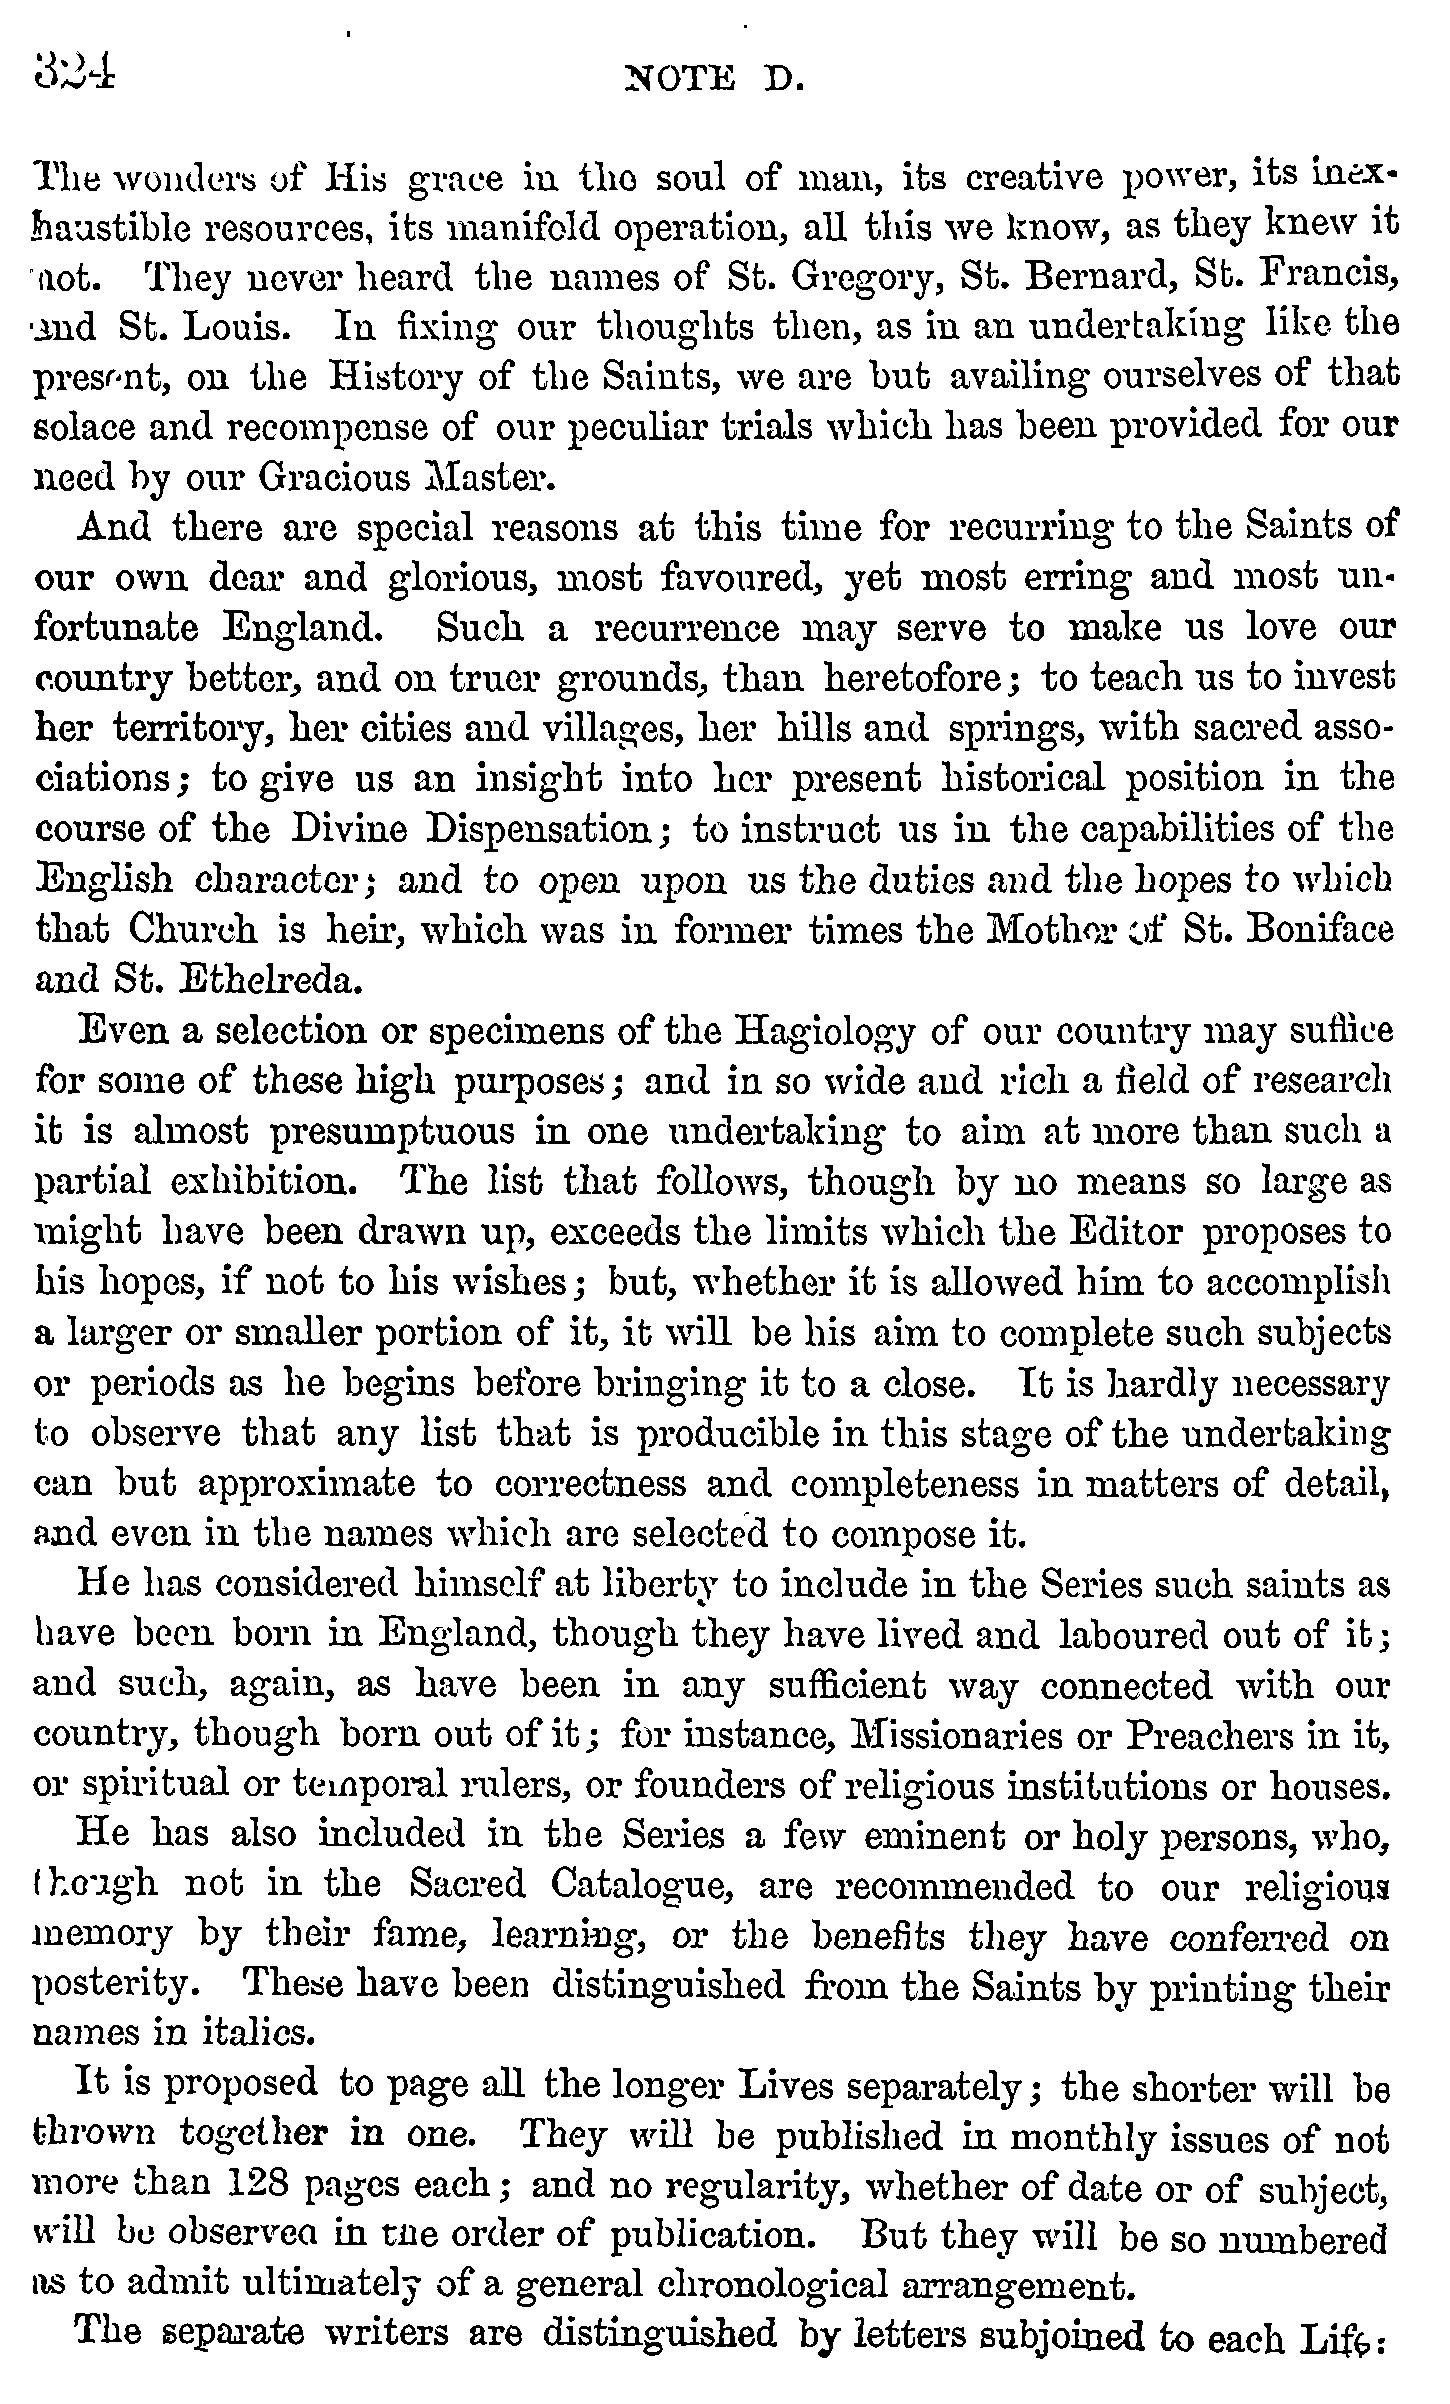 324
NOTE D.
The wonders of His grace in the soul of man, its creative power, its inex-
haustible resources, its manifold operation, all this we know, as they knew it
not. They never heard the names of St. Gregory, St. Bernard, St. Francis,
and St. Louis. In fixing our thoughts then, as in an undertaking like the
present, on the History of the Saints, we are but availing ourselves of that
solace and recompense of our peculiar trials which has been provided for our
need by our Gracious Master.
And there are special reasons at this time for recurring to the Saints of
our own dear and glorious, most favoured, yet most erring and most un-
fortunate England. Such a recurrence may serve to make us love our
country better, and on truer grounds, than heretofore; to teach us to invest
her territory, her cities and villages, her hills and springs, with sacred asso-
ciations; to give us an insight into her present historical position in the
course of the Divine Dispensation; to instruct us in the capabilities of the
English character; and to open upon us the duties and the hopes to which
that Church is heir, which was in former times the Mother of St. Boniface
and St. Ethelreda.
Even a selection or specimens of the Hagiology of our country may suffice
for some of these high purposes; and in so wide and rich a field of research
it is almost presumptuous in one undertaking to aim at more than such a
partial exhibition. The list that follows, though by no means so large as
might have been drawn up, exceeds the limits which the Editor proposes to
his hopes, if not to his wishes; but, whether it is allowed him to accomplish
a larger or smaller portion of it, it will be his aim to complete such subjects
or periods as he begins before bringing it to a close. It is hardly necessary
to observe that any list that is producible in this stage of the undertaking
can but approximate to correctness and completeness in matters of detail,
and even in the names which are selected to compose it.
He has considered himself at liberty to include in the Series such saints as
have been born in England, though they have lived and laboured out of it;
and such, again, as have been in any sufficient way connected with our
country, though born out of it; for instance, Missionaries or Preachers in it,
or spiritual or temporal rulers, or founders of religious institutions or houses.
He has also included in the Series a few eminent or holy persons, who,
though not in the Sacred Catalogue, are recommended to our religious
memory by their fame, learning, or the benefits they have conferred on
posterity. These have been distinguished from the Saints by printing their
names in italics.
It is proposed to page all the longer Lives separately; the shorter will be
thrown together in one. They will be published in monthly issues of not
more than 128 pages each; and no regularity, whether of date or of subject,
will be observed in the order of publication. But they will be so numbered
as to admit ultimately of a general chronological arrangement.
The separate writers are distinguished by letters subjoined to each Life: